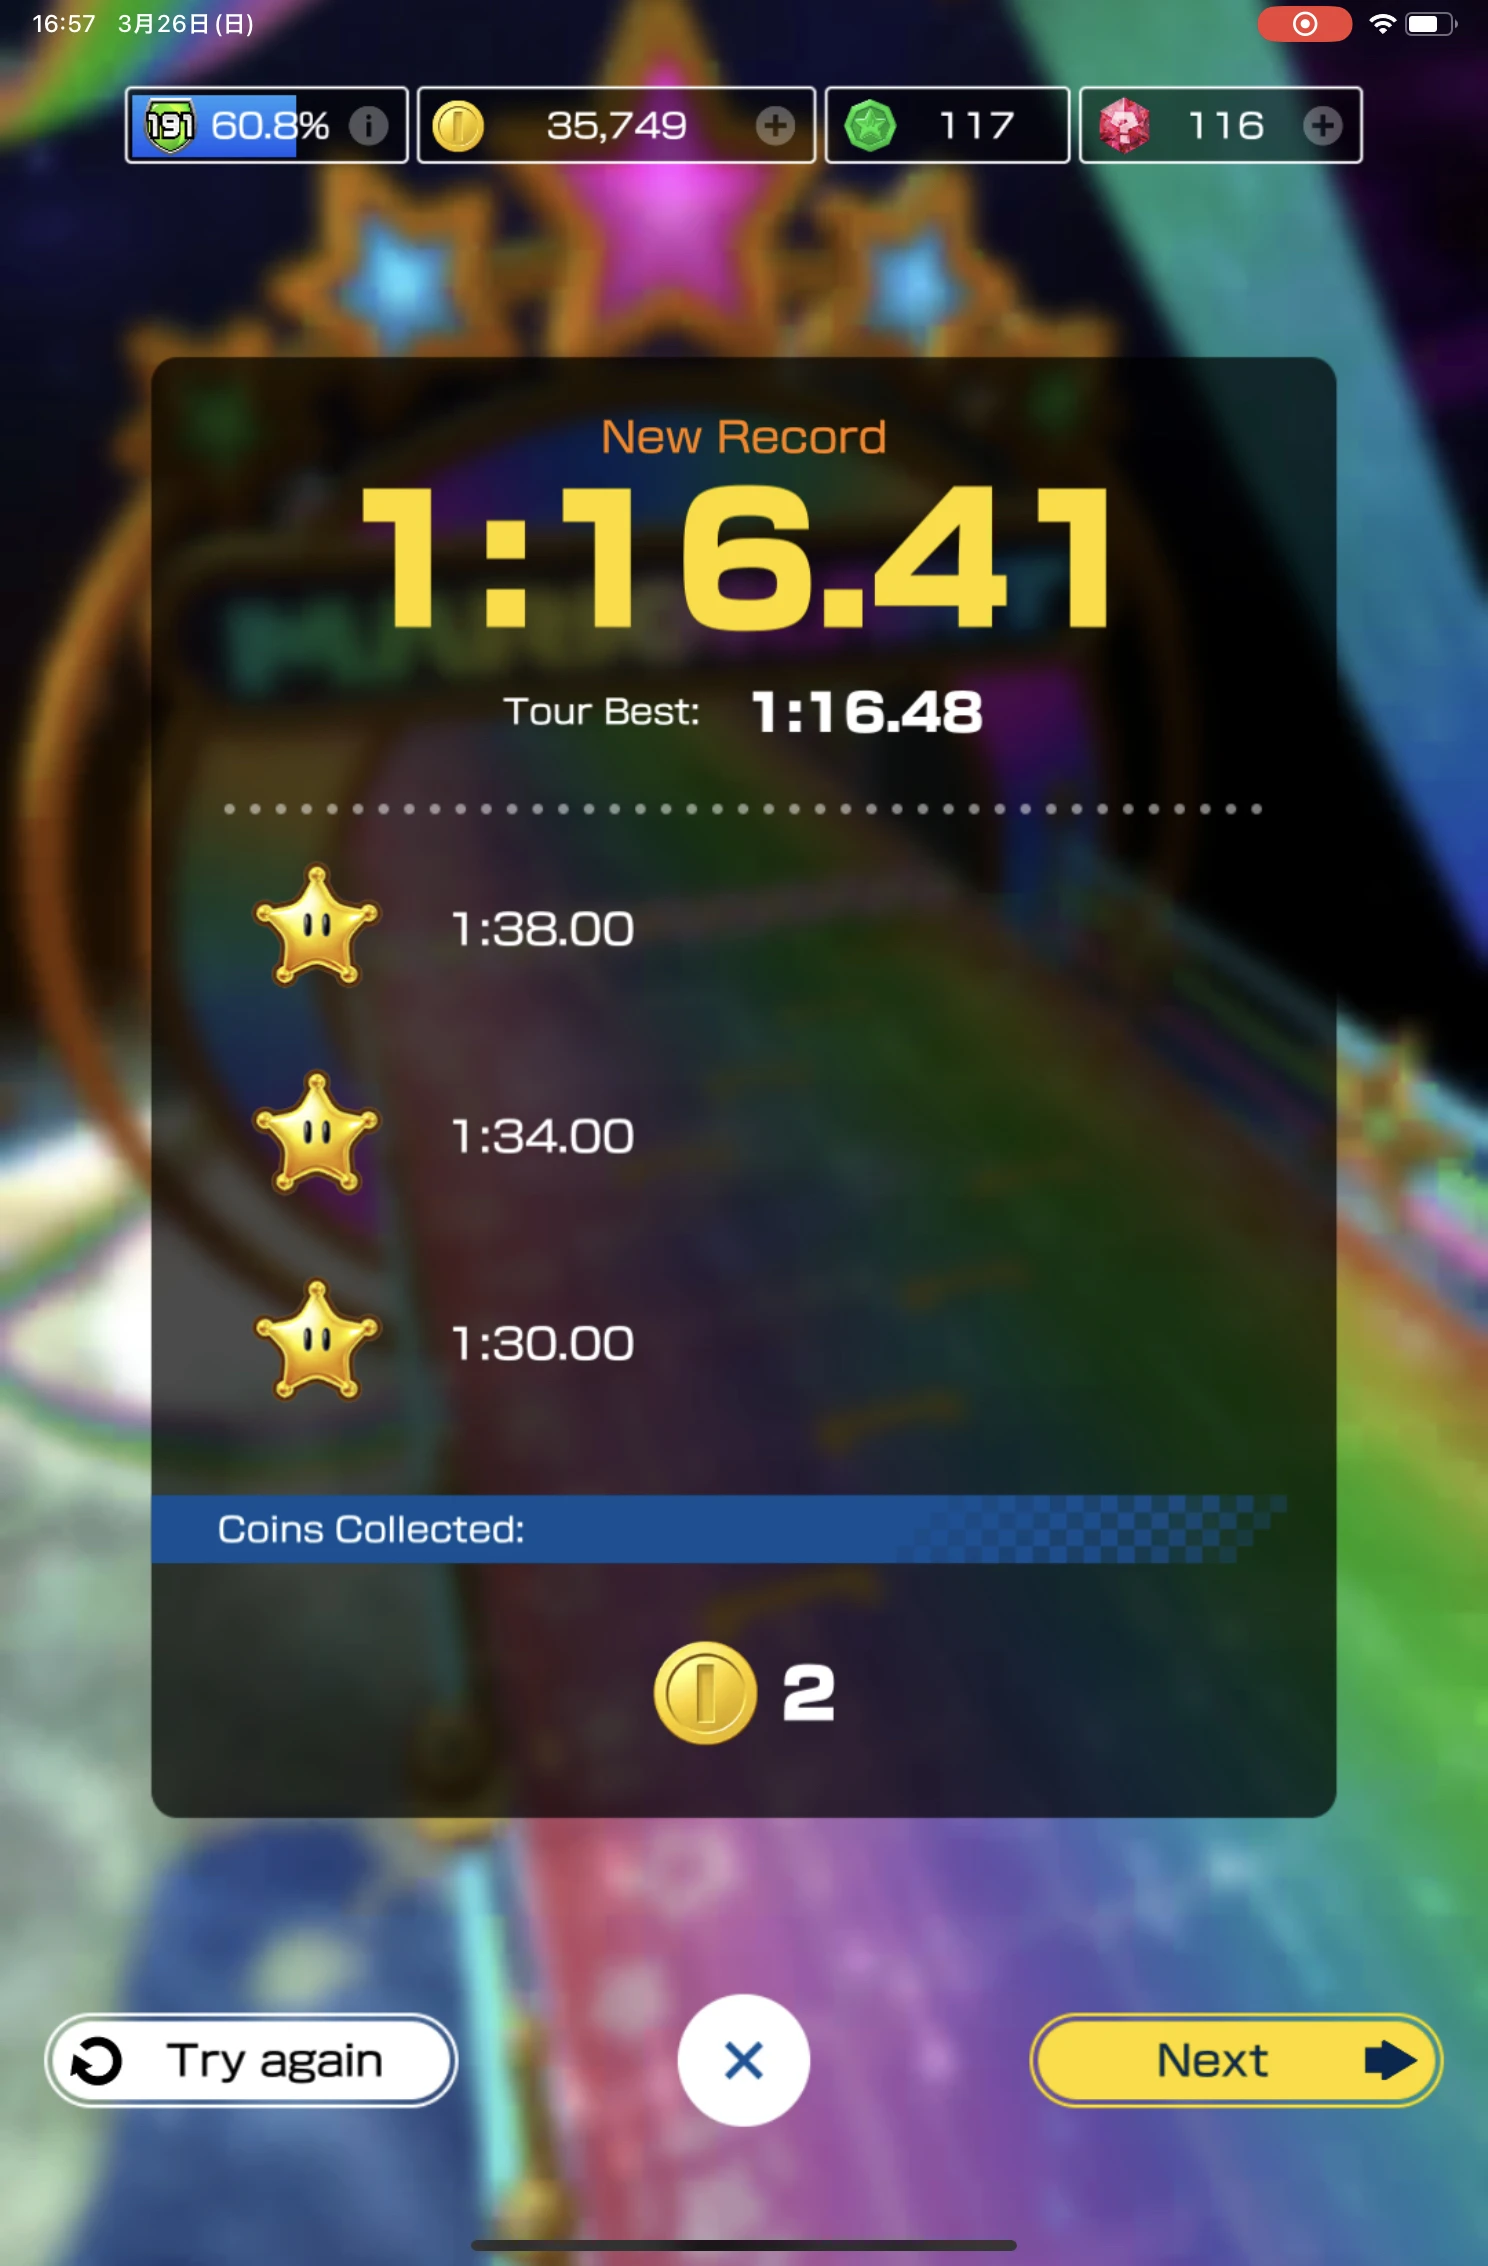 16:57 3月26日(日)
191 60.8% i 35,749 + 117 ? 116 +
New Record
1:16.41
Tour Best: 1:16.48
1:38.00
1:34.00
1:30.00
Coins Collected:
2
Try again
×
Next